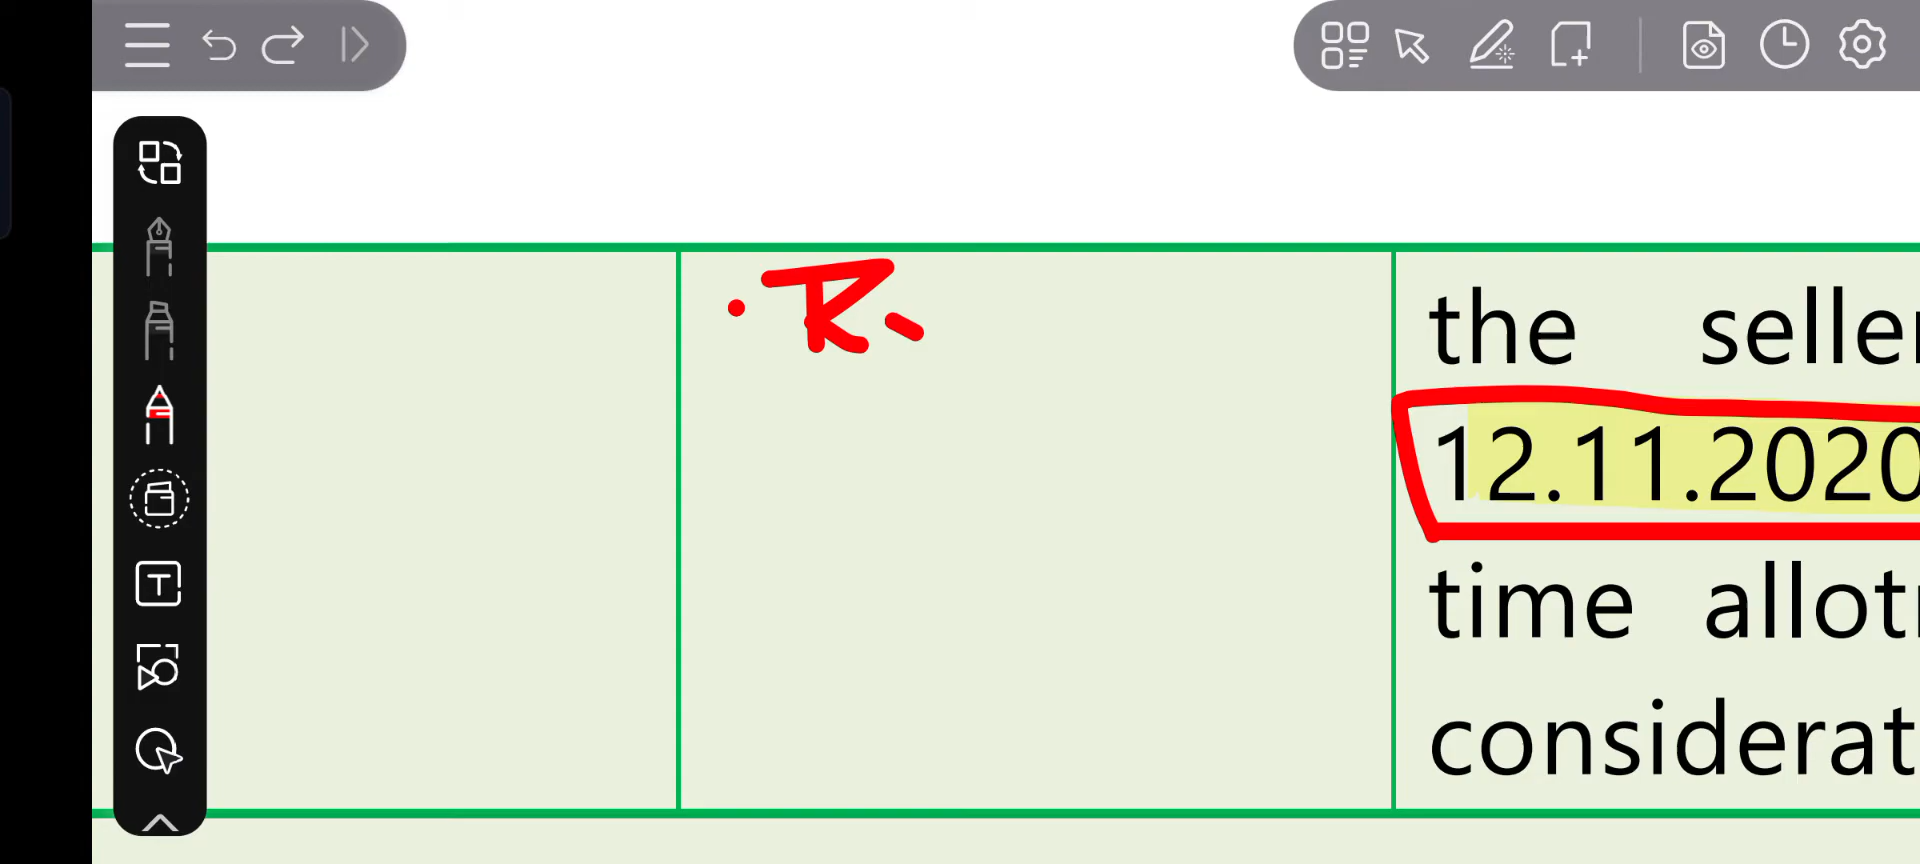 . R -
the seller
12.11.2020
time allot
considerat